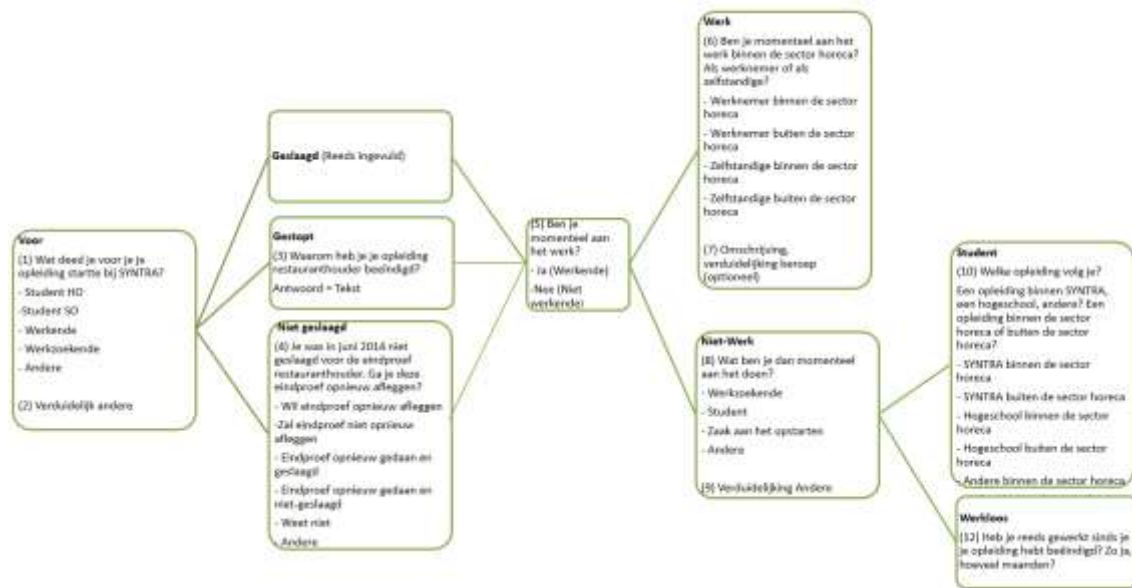 Voor
(1) Wat deed je voor je je
opleiding startte bij SYNTRA?
- Student HO
-Student SO
- Werkende
- Werkzoekende
- Andere
(2) Verduidelijk andere
Geslaagd (Reeds ingevuld)
Gestopt
(3) Waarom heb je je opleiding
restauranthouder beëindigd?
Antwoord = Tekst
Niet geslaagd
(4) Je was in juni 2014 niet
geslaagd voor de eindproef
restauranthouder. Ga je deze
eindproef opnieuw afleggen?
- Wil eindproef opnieuw afleggen
-Zal eindproef niet opnieuw
afleggen
- Eindproef opnieuw gedaan en
geslaagd
- Eindproef opnieuw gedaan en
niet-geslaagd
- Weet niet
- Andere
(5) Ben je
momenteel aan
het werk?
- Ja (Werkende)
-Nee (Niet
werkende)
Werk
(6) Ben je momenteel aan het
werk binnen de sector horeca?
Als werknemer of als
zelfstandige?
- Werknemer binnen de sector
horeca
- Werknemer buiten de sector
horeca
- Zelfstandige binnen de sector
horeca
- Zelfstandige buiten de sector
horeca
(7) Omschrijving,
verduidelijking beroep
(optioneel)
Niet-Werk
(8) Wat ben je dan momenteel
aan het doen?
- Werkzoekende
- Student
- Zaak aan het opstarten
- Andere
(9) Verduidelijking Andere
Student
(10) Welke opleiding volg je?
Een opleiding binnen SYNTRA,
een hogeschool, andere? Een
opleiding binnen de sector
horeca of buiten de sector
horeca?
- SYNTRA binnen de sector
horeca
- SYNTRA buiten de sector horeca
- Hogeschool binnen de sector
horeca
- Hogeschool buiten de sector
horeca
- Andere binnen de sector horeca
Werkloos
(12) Heb je reeds gewerkt sinds je
je opleiding hebt beëindigd? Zo ja,
hoeveel maanden?